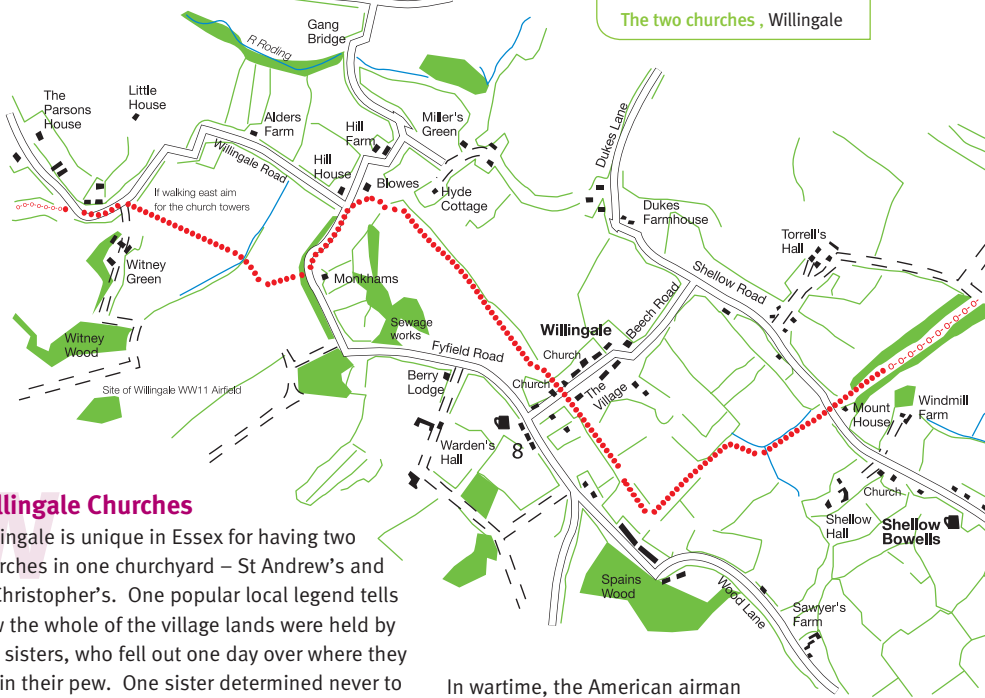 The two churches , Willingale
Gang
Bridge
R Roding
The
Parsons
House
Little
House
Alders
Farm
Hill
Farm
Miller's
Green
Dukes Lane
Willingale Road
Hill
House
Blowes
Hyde
Cottage
If walking east aim
for the church towers
Dukes
Farmhouse
Torrell's
Hall
Witney
Green
Monkhams
Shellow Road
Beech Road
Willingale
Church
Sewage
works
Fyfield Road
Witney
Wood
Site of Willingale WW11 Airfield
Berry
Lodge
Church
The
Village
Mount
House
Windmill
Farm
Warden's
Hall
8
Church
Shellow
Hall
Shellow
Bowells
Spains
Wood
Wood Lane
Sawyer's
Farm
W
llingale Churches
ingale is unique in Essex for having two
rches in one churchyard – St Andrew's and
Christopher's. One popular local legend tells
w the whole of the village lands were held by
sisters, who fell out one day over where they
in their pew. One sister determined never to
In wartime, the American airman